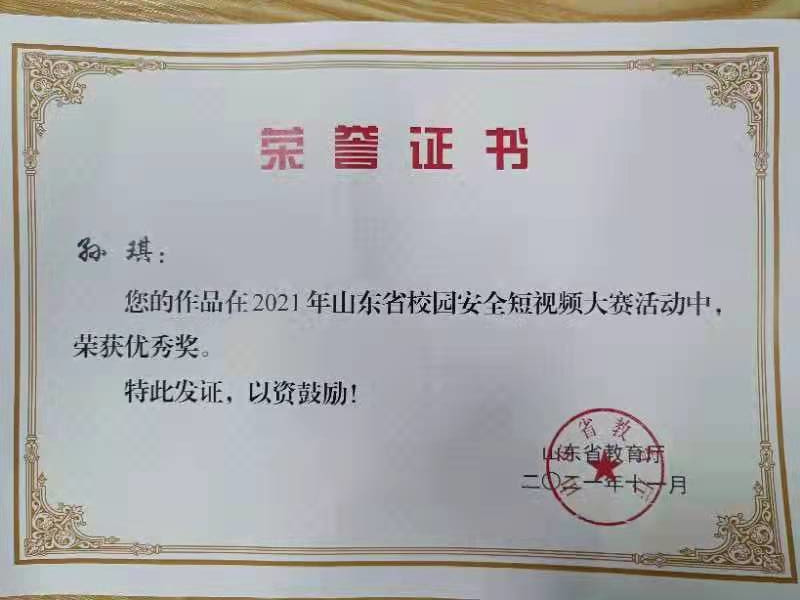 荣誉证书
孙琪：
您的作品在2021年山东省校园安全短视频大赛活动中，
荣获优秀奖。
特此发证，以资鼓励！
山东省教育厅
二〇二一年十一月